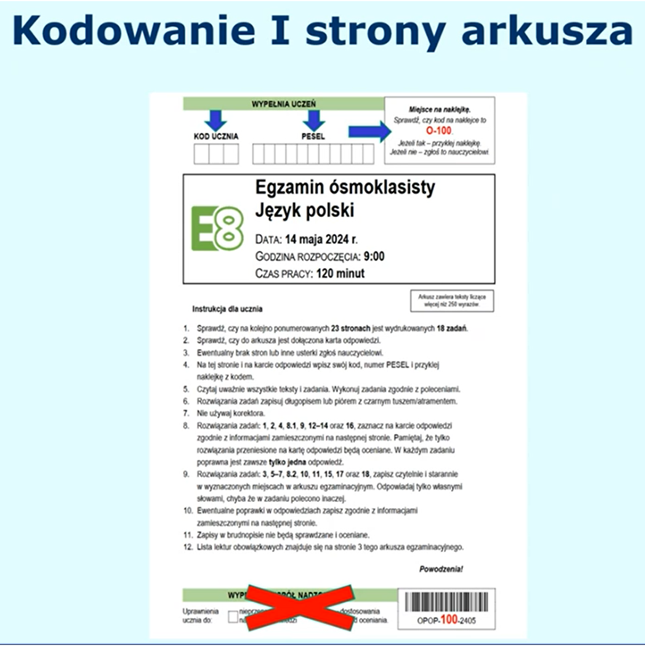 Kodowanie I strony arkusza
WYPEŁNIA UCZEŃ
KOD UCZNIA
PESEL
Miejsce na naklejkę.
Sprawdź, czy kod na naklejce to
O-100.
Jeżeli tak – przyklej naklejkę.
Jeżeli nie – zgłoś to nauczycielowi.
E8
Egzamin ósmoklasisty
Język polski
DATA: 14 maja 2024 r.
GODZINA ROZPOCZĘCIA: 9:00
CZAS PRACY: 120 minut
Arkusz zawiera teksty liczące
więcej niż 250 wyrazów.
Instrukcja dla ucznia
1. Sprawdź, czy na kolejno ponumerowanych 23 stronach jest wydrukowanych 18 zadań.
2. Sprawdź, czy do arkusza jest dołączona karta odpowiedzi.
3. Ewentualny brak stron lub inne usterki zgłoś nauczycielowi.
4. Na tej stronie i na karcie odpowiedzi wpisz swój kod, numer PESEL i przyklej
naklejkę z kodem.
5. Czytaj uważnie wszystkie teksty i zadania. Wykonuj zadania zgodnie z poleceniami.
6. Rozwiązania zadań zapisuj długopisem lub piórem z czarnym tuszem/atramentem.
7. Nie używaj korektora.
8. Rozwiązania zadań: 1, 2, 4, 8.1, 9, 12–14 oraz 16, zaznacz na karcie odpowiedzi
zgodnie z informacjami zamieszczonymi na następnej stronie. Pamiętaj, że tylko
rozwiązania przeniesione na kartę odpowiedzi będą oceniane. W każdym zadaniu
poprawna jest zawsze tylko jedna odpowiedź.
9. Rozwiązania zadań: 3, 5–7, 8.2, 10, 11, 15, 17 oraz 18, zapisz czytelnie i starannie
w wyznaczonych miejscach w arkuszu egzaminacyjnym. Odpowiadaj tylko własnymi
słowami, chyba że w zadaniu polecono inaczej.
10. Ewentualne poprawki w odpowiedziach zapisz zgodnie z informacjami
zamieszczonymi na następnej stronie.
11. Zapisy w brudnopisie nie będą sprawdzane i oceniane.
12. Lista lektur obowiązkowych znajduje się na stronie 3 tego arkusza egzaminacyjnego.
Powodzenia!
Uprawnienia
ucznia do:
dostosowania
oceniania.
OPOP-100-2405